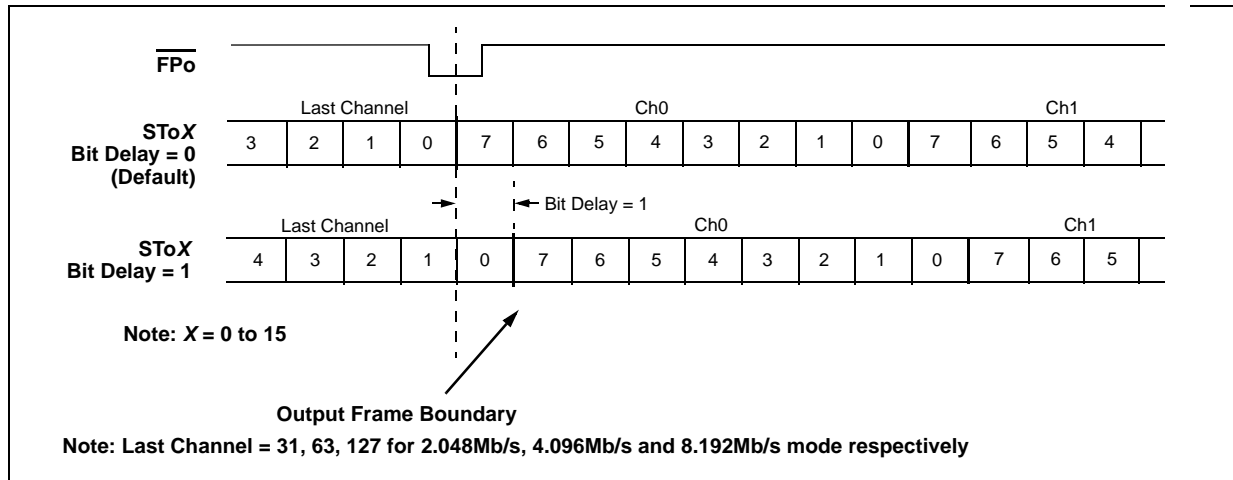 FPo
Last Channel Ch0 Ch1
SToX
Bit Delay = 0
(Default)
3 2 1 0 7 6 5 4 3 2 1 0 7 6 5 4
Bit Delay = 1
Last Channel Ch0 Ch1
SToX
Bit Delay = 1
4 3 2 1 0 7 6 5 4 3 2 1 0 7 6 5
Note: X = 0 to 15
Output Frame Boundary
Note: Last Channel = 31, 63, 127 for 2.048Mb/s, 4.096Mb/s and 8.192Mb/s mode respectively